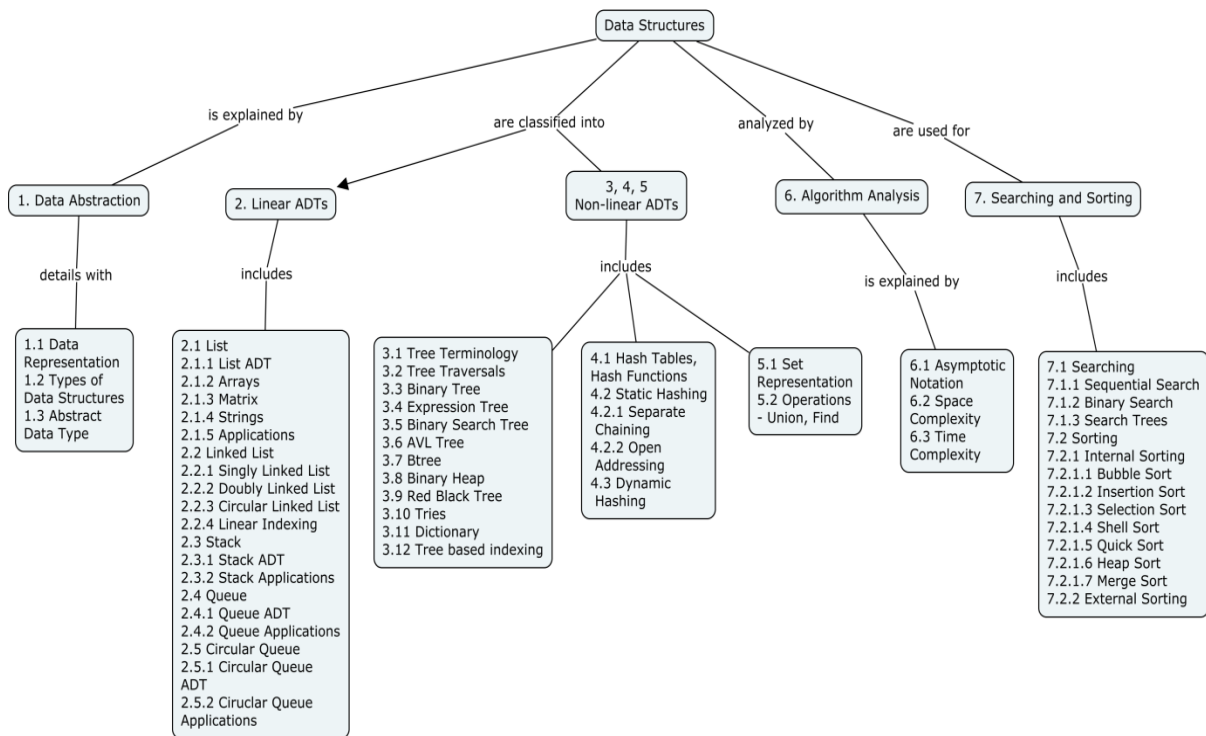 Data Structures
is explained by
are classified into
analyzed by
are used for
1. Data Abstraction
2. Linear ADTs
3, 4, 5
Non-linear ADTs
6. Algorithm Analysis
7. Searching and Sorting
details with
includes
includes
is explained by
includes
1.1 Data
Representation
1.2 Types of
Data Structures
1.3 Abstract
Data Type
2.1 List
2.1.1 List ADT
2.1.2 Arrays
2.1.3 Matrix
2.1.4 Strings
2.1.5 Applications
2.2 Linked List
2.2.1 Singly Linked List
2.2.2 Doubly Linked List
2.2.3 Circular Linked List
2.2.4 Linear Indexing
2.3 Stack
2.3.1 Stack ADT
2.3.2 Stack Applications
2.4 Queue
2.4.1 Queue ADT
2.4.2 Queue Applications
2.5 Circular Queue
2.5.1 Circular Queue
ADT
2.5.2 Ciruclar Queue
Applications
3.1 Tree Terminology
3.2 Tree Traversals
3.3 Binary Tree
3.4 Expression Tree
3.5 Binary Search Tree
3.6 AVL Tree
3.7 Btree
3.8 Binary Heap
3.9 Red Black Tree
3.10 Tries
3.11 Dictionary
3.12 Tree based indexing
4.1 Hash Tables,
Hash Functions
4.2 Static Hashing
4.2.1 Separate
Chaining
4.2.2 Open
Addressing
4.3 Dynamic
Hashing
5.1 Set
Representation
5.2 Operations
- Union, Find
6.1 Asymptotic
Notation
6.2 Space
Complexity
6.3 Time
Complexity
7.1 Searching
7.1.1 Sequential Search
7.1.2 Binary Search
7.1.3 Search Trees
7.2 Sorting
7.2.1 Internal Sorting
7.2.1.1 Bubble Sort
7.2.1.2 Insertion Sort
7.2.1.3 Selection Sort
7.2.1.4 Shell Sort
7.2.1.5 Quick Sort
7.2.1.6 Heap Sort
7.2.1.7 Merge Sort
7.2.2 External Sorting